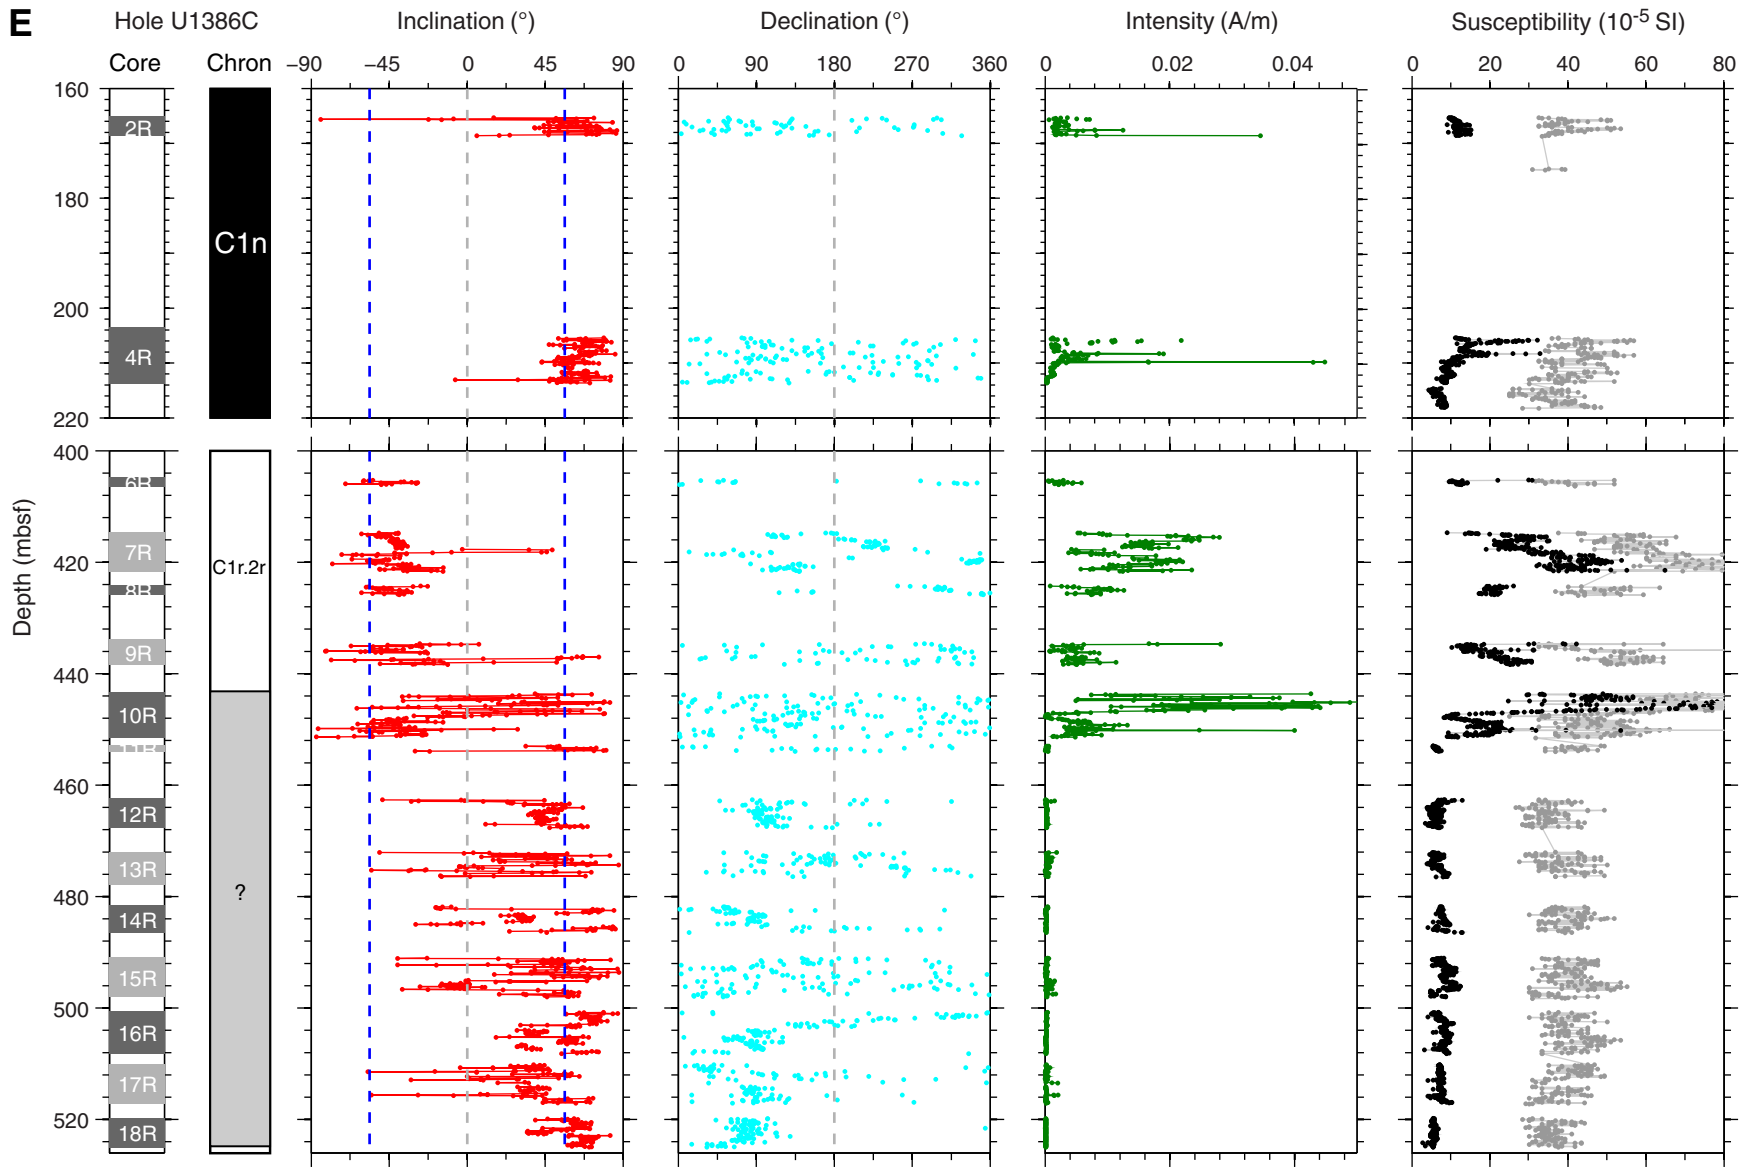 E
Hole U1386C
Inclination (°)
Declination (°)
Intensity (A/m)
Susceptibility (10-5 SI)
Core
Chron
−90 −45 0 45 90
0 90 180 270 360
0 0.02 0.04
0 20 40 60 80
160
180
200
220
2R
4R
C1n
Depth (mbsf)
400
420
440
460
480
500
520
6R
7R
8R
9R
10R
11R
12R
13R
14R
15R
16R
17R
18R
C1r.2r
?